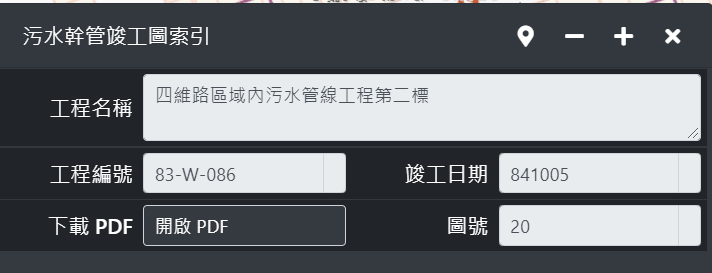 污水幹管竣工圖索引
工程名稱 四維路區域內污水管線工程第二標
工程編號 83-W-086 竣工日期 841005
下載 PDF 開啟 PDF 圖號 20